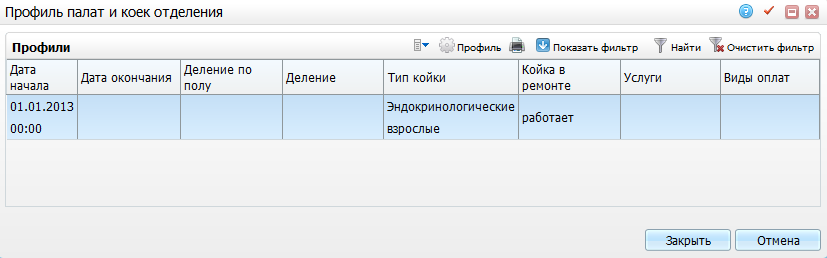 Профиль палат и коек отделения
Профили Профиль Показать фильтр Найти Очистить фильтр
Дата начала Дата окончания Деление по полу Деление Тип койки Койка в ремонте Услуги Виды оплат
01.01.2013 00:00 Эндокринологические взрослые работает
Закрыть Отмена